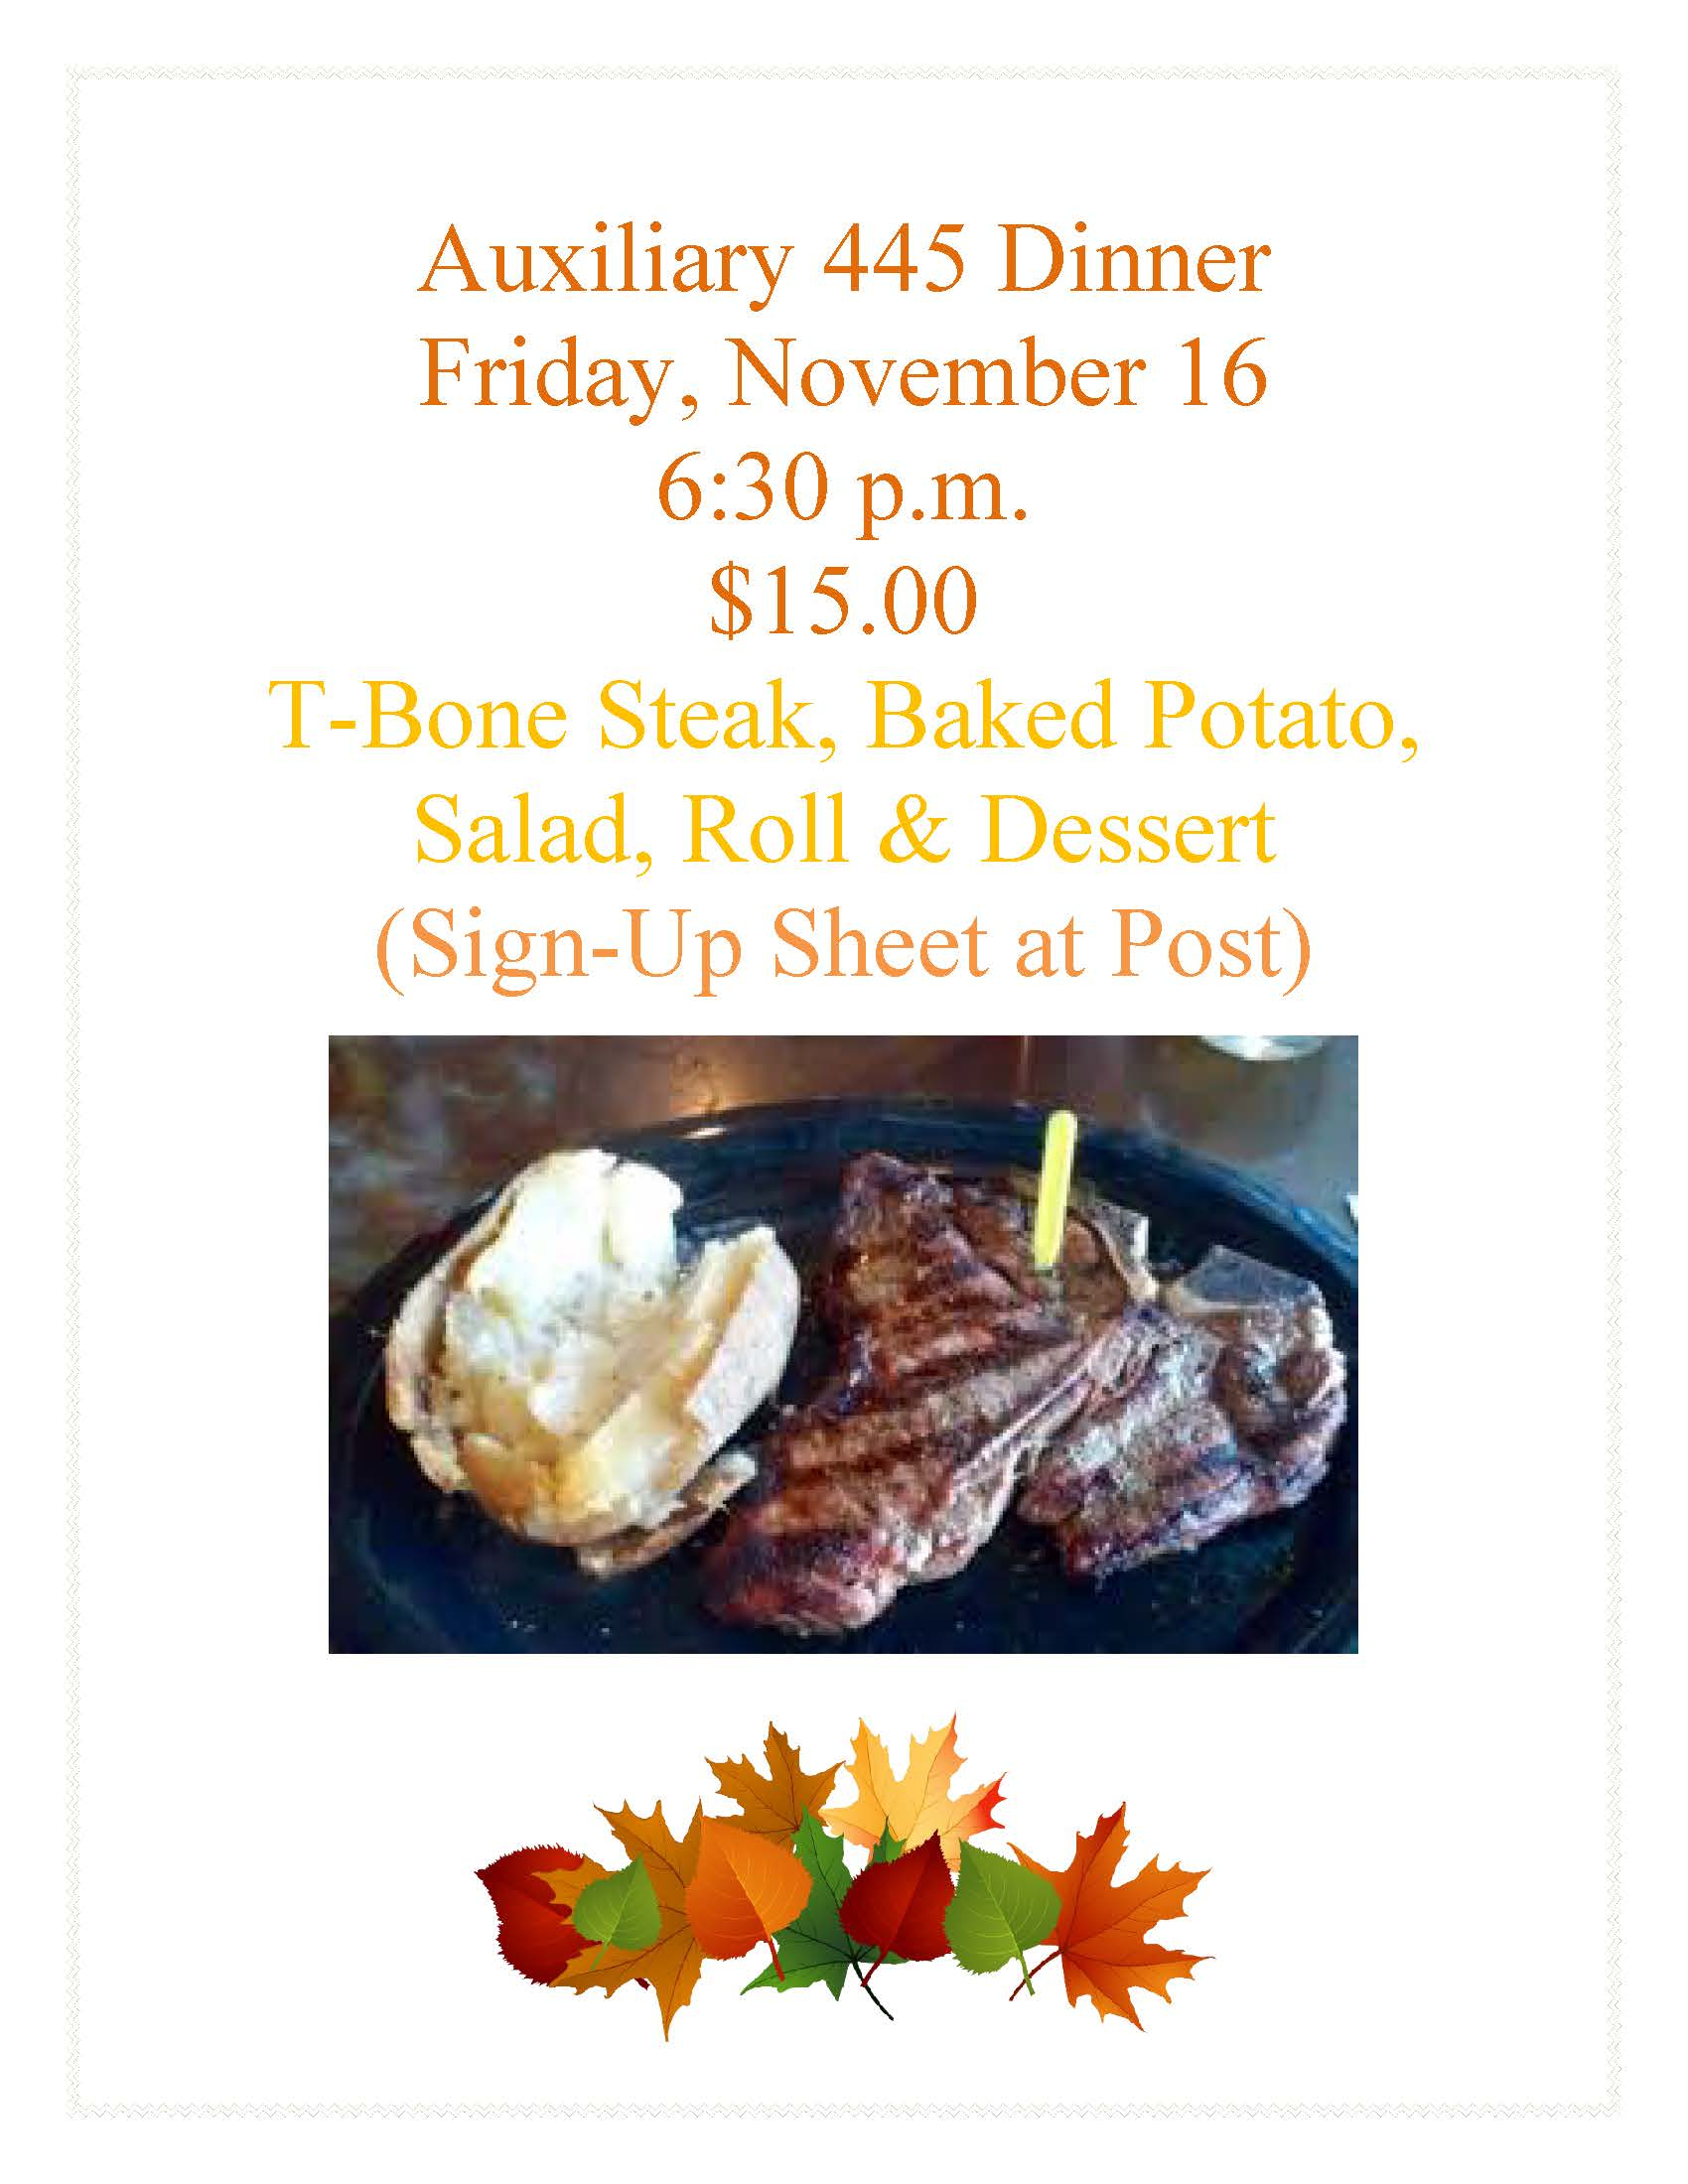 Auxiliary 445 Dinner
Friday, November 16
6:30 p.m.
$15.00
T-Bone Steak, Baked Potato,
Salad, Roll & Dessert
(Sign-Up Sheet at Post)